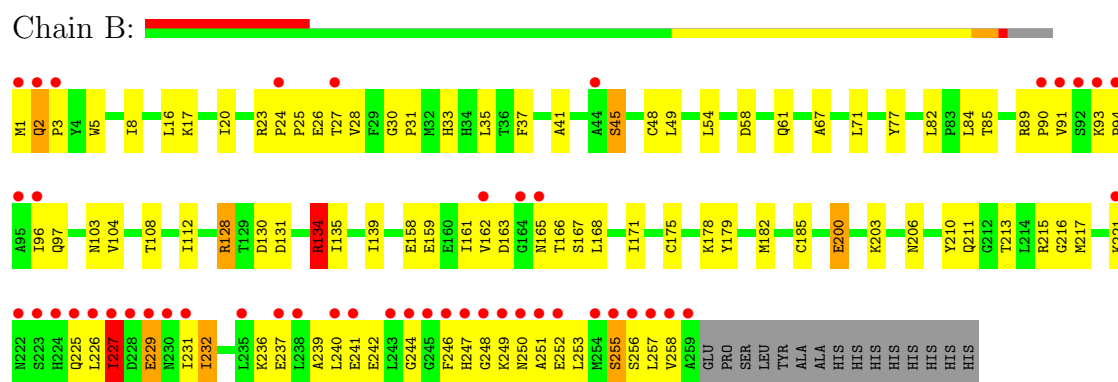 Chain B:
M1 Q2 P3 Y4 W5 I8 L16 K17 I20 R23 P24 P25 E26 T27 V28 F29 G30 P31 M32 H33 H34 L35 T36 F37 A41 A44 S45 C48 L49 L54 D58 Q61 A67 L71 Y77 L82 P83 L84 T85 R89 P90 V91 S92 K93
A95 I96 Q97 N103 V104 T108 I112 R128 T129 D130 D131 R134 I135 I139 E158 E159 E160 I161 V162 D163 G164 N165 T166 S167 L168 I171 C175 K178 Y179 M182 C185 E200 K203 N206 Y210 Q211 G212 T213 L214 R215 G216 M217
N222 S223 H224 Q225 L226 I227 D228 E229 N230 I231 I232 L235 K236 E237 L238 A239 L240 E241 E242 L243 G244 G245 F246 H247 G248 K249 N250 A251 E252 L253 M254 S255 S256 L257 V258 A259 GLU PRO SER LEU TYR ALA ALA HIS HIS HIS HIS HIS HIS HIS